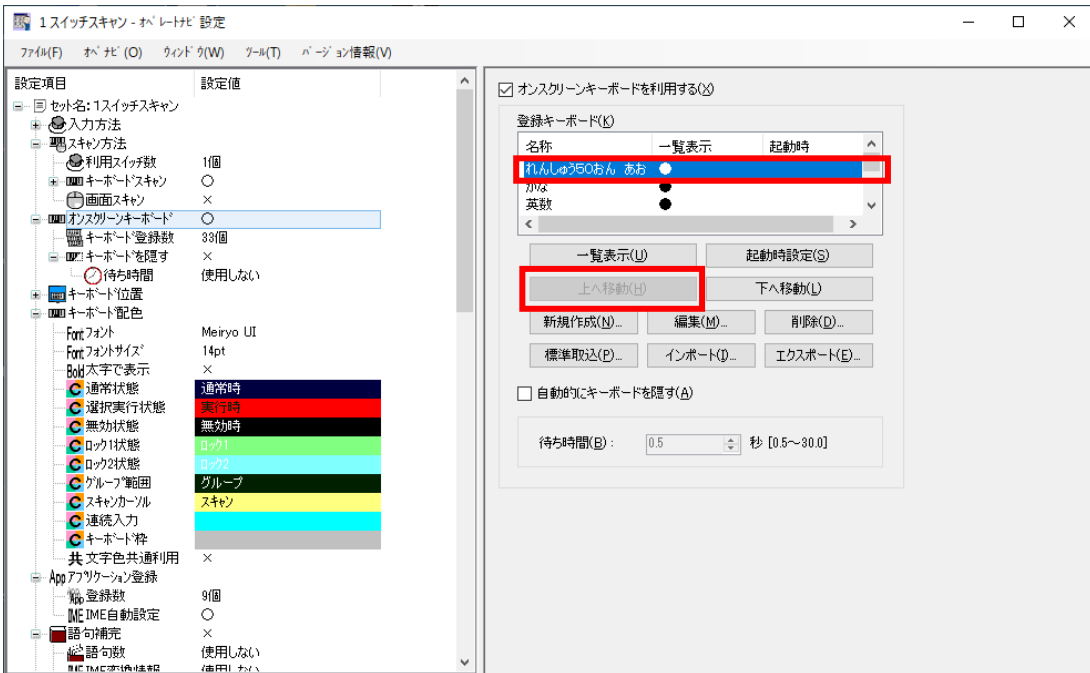 1スイッチスキャン - オペレートナビ 設定
ファイル(F) オペナビ(O) ウィンドウ(W) ツール(T) バージョン情報(V)
設定項目 設定値
セット名: 1スイッチスキャン
入力方法
スキャン方法
利用スイッチ数 1個
キーボードスキャン ○
画面スキャン ×
オンスクリーンキーボード ○
キーボード登録数 33個
キーボードを隠す ×
待ち時間 使用しない
キーボード位置
キーボード配色
Font フォント Meiryo UI
Font フォントサイズ 14pt
Bold 太字で表示 ×
C 通常状態 通常時
C 選択実行状態 実行時
C 無効状態 無効時
C ロック1状態 ロック1
C ロック2状態 ロック2
C グループ範囲 グループ
C スキャンカーソル スキャン
C 連続入力
C キーボード枠
共 文字色共通利用 ×
App アプリケーション登録
App 登録数 9個
IME IME自動設定 ○
語句補完 ×
語句数 使用しない
IME IME変換情報 使用しない
オンスクリーンキーボードを利用する(X)
登録キーボード(K)
名称 一覧表示 起動時
れんしゅう50おん あお ●
かな ●
英数 ●
一覧表示(U) 起動時設定(S)
上へ移動(H) 下へ移動(L)
新規作成(N)... 編集(M)... 削除(D)...
標準取込(P)... インポート(I)... エクスポート(E)...
自動的にキーボードを隠す(A)
待ち時間(B): 0.5 秒 [0.5～30.0]